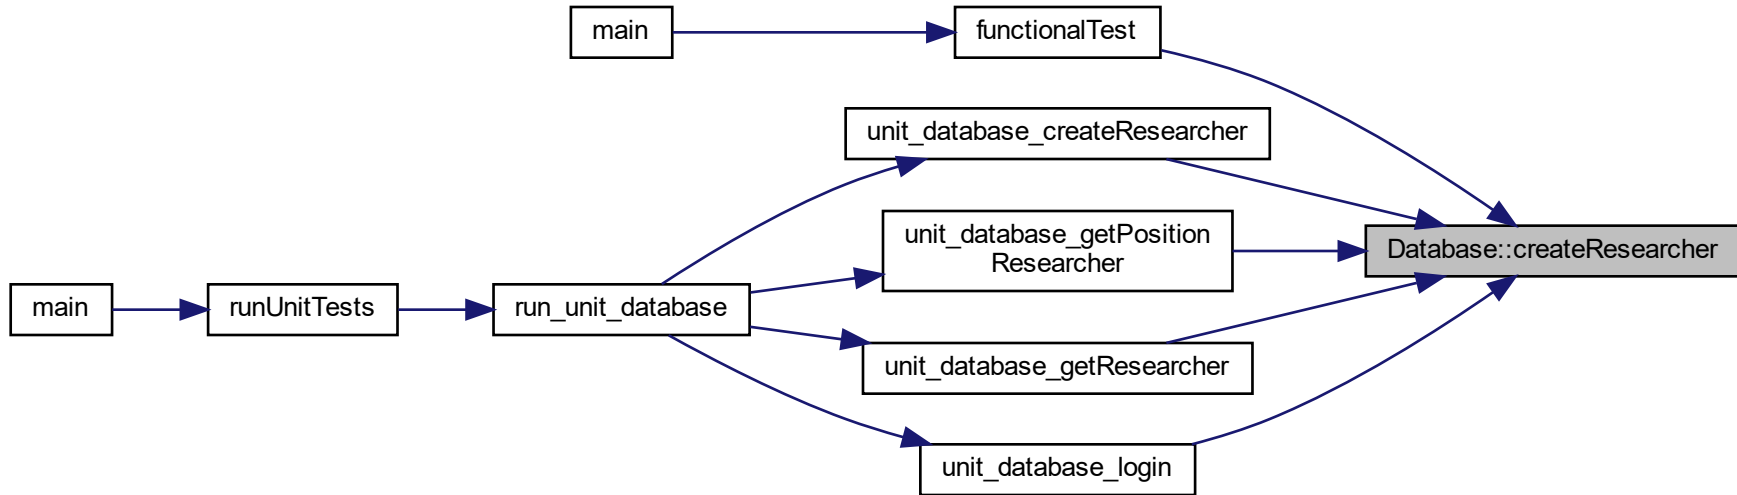 main
functionalTest
unit_database_createResearcher
unit_database_getPosition
Researcher
Database::createResearcher
main
runUnitTests
run_unit_database
unit_database_getResearcher
unit_database_login